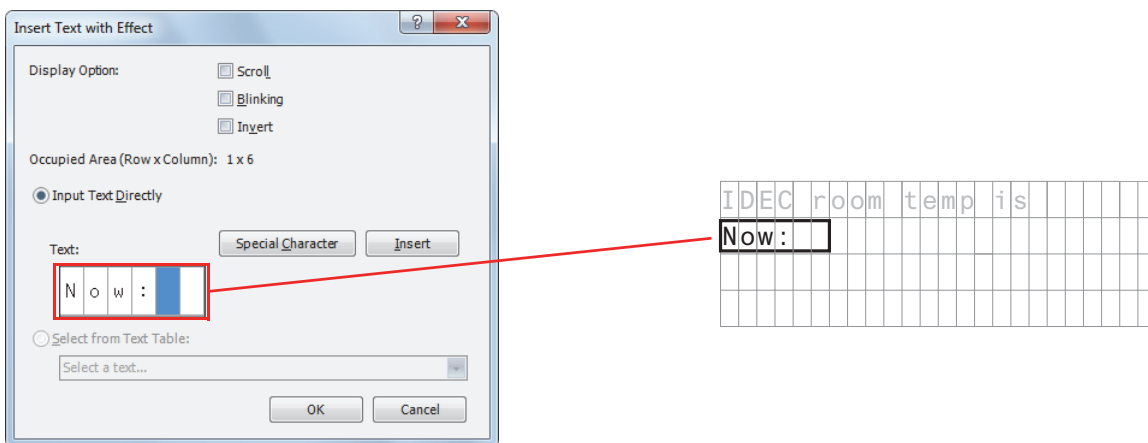 Insert Text with Effect
Display Option:
Scroll
Blinking
Invert
Occupied Area (Row x Column): 1 x 6
Input Text Directly
Text:
Special Character
Insert
Now:
Select from Text Table:
Select a text...
OK
Cancel
IDEC room temp is
Now: